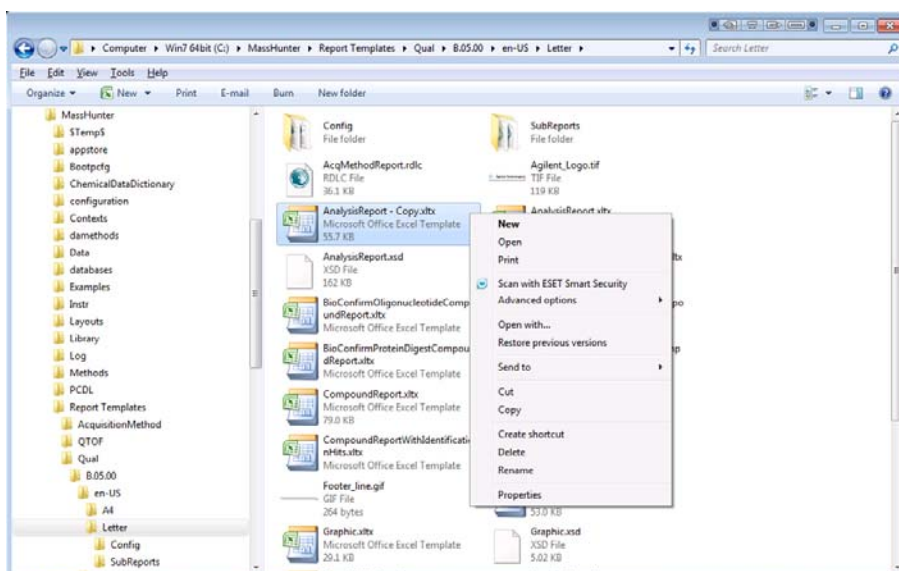 Computer ▸ Win7 64bit (C:) ▸ MassHunter ▸ Report Templates ▸ Qual ▸ B.05.00 ▸ en-US ▸ Letter ▸
Search Letter
File Edit View Tools Help
Organize New Print E-mail Burn New folder
MassHunter
$Temp$
appstore
Bootpcfg
ChemicalDataDictionary
configuration
Contexts
damethods
Data
databases
Examples
Instr
Layouts
Library
Log
Methods
PCDL
Report Templates
AcquisitionMethod
QTOF
Qual
B.05.00
en-US
A4
Letter
Config
SubReports
Config
File folder
SubReports
File folder
AcqMethodReport.rdlc
RDLC File
36.1 KB
Agilent_Logo.tif
TIF File
119 KB
AnalysisReport - Copy.xltx
Microsoft Office Excel Template
55.7 KB
AnalysisReport.xltx
AnalysisReport.xsd
XSD File
162 KB
ltx
BioConfirmOligonucleotideComp
undReport.xltx
Microsoft Office Excel Template
po
BioConfirmProteinDigestCompou
dReport.xltx
Microsoft Office Excel Template
CompoundReport.xltx
Microsoft Office Excel Template
79.0 KB
CompoundReportWithIdentificati
nHits.xltx
Microsoft Office Excel Template
Footer_line.gif
GIF File
264 bytes
53.0 KB
Graphic.xltx
Microsoft Office Excel Template
29.1 KB
Graphic.xsd
XSD File
5.02 KB
New
Open
Print
Scan with ESET Smart Security
Advanced options
Open with...
Restore previous versions
Send to
Cut
Copy
Create shortcut
Delete
Rename
Properties